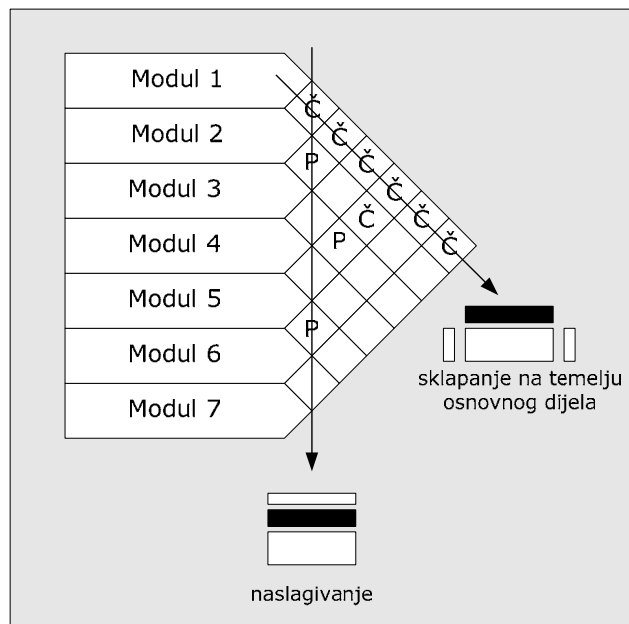 Modul 1
Č
Modul 2
Č
P
Č
Modul 3
Č
Č
Č
Modul 4
P
Č
Modul 5
P
Modul 6
Modul 7
sklapanje na temelju
osnovnog dijela
naslagivanje